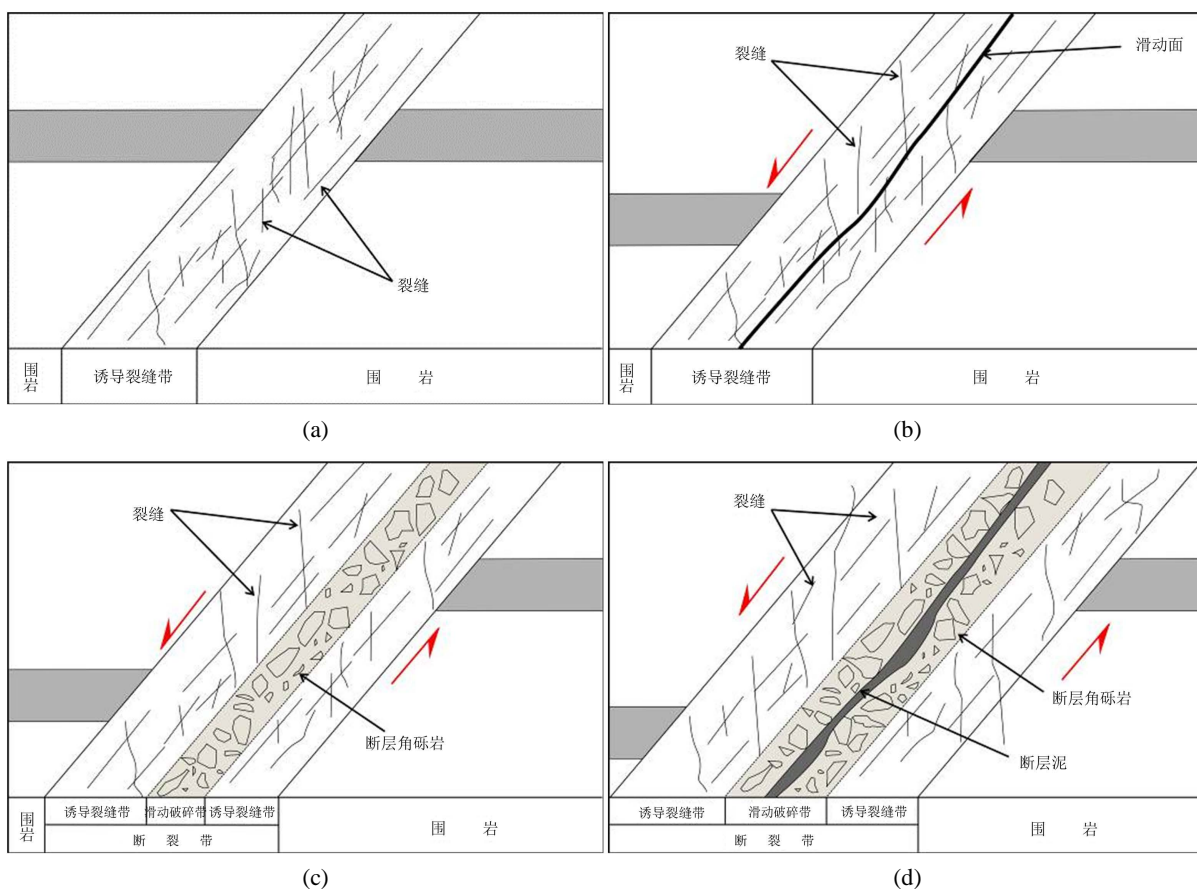 裂缝
围岩
诱导裂缝带
围 岩
(a)
滑动面
裂缝
围岩
诱导裂缝带
围 岩
(b)
裂缝
断层角砾岩
围岩
诱导裂缝带
滑动破碎带
诱导裂缝带
断 裂 带
围 岩
(c)
裂缝
断层角砾岩
断层泥
诱导裂缝带
滑动破碎带
诱导裂缝带
断 裂 带
围 岩
(d)